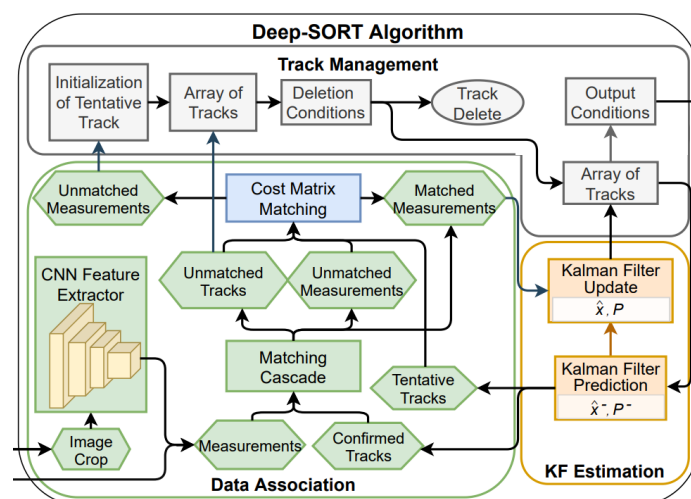 Deep-SORT Algorithm
Track Management
Initialization
of Tentative
Track
Array of
Tracks
Deletion
Conditions
Track
Delete
Output
Conditions
Array of
Tracks
Unmatched
Measurements
Cost Matrix
Matching
Matched
Measurements
CNN Feature
Extractor
Unmatched
Tracks
Unmatched
Measurements
Kalman Filter
Update
x̂, P
Matching
Cascade
Tentative
Tracks
Kalman Filter
Prediction
x̂⁻, P⁻
Image
Crop
Measurements
Confirmed
Tracks
Data Association
KF Estimation